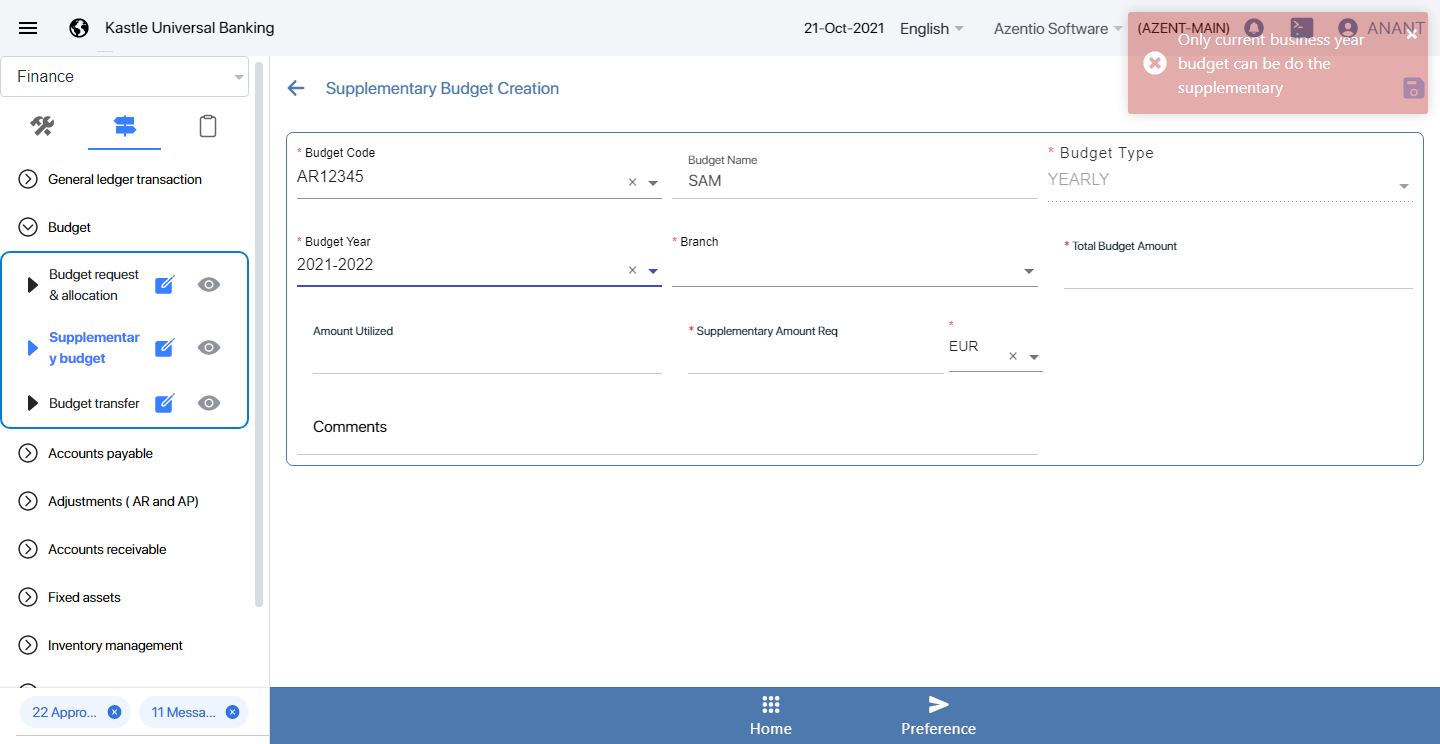 Kastle Universal Banking
21-Oct-2021
English
Azentio Software
(AZENT-MAIN)
ANANT
Only current business year
budget can be do the
supplementary
Finance
General ledger transaction
Budget
Budget request
& allocation
Supplementar
y budget
Budget transfer
Accounts payable
Adjustments ( AR and AP)
Accounts receivable
Fixed assets
Inventory management
22 Appro...
11 Messa...
Supplementary Budget Creation
* Budget Code
AR12345
Budget Name
SAM
* Budget Type
YEARLY
* Budget Year
2021-2022
* Branch
* Total Budget Amount
Amount Utilized
* Supplementary Amount Req
*
EUR
Comments
Home
Preference